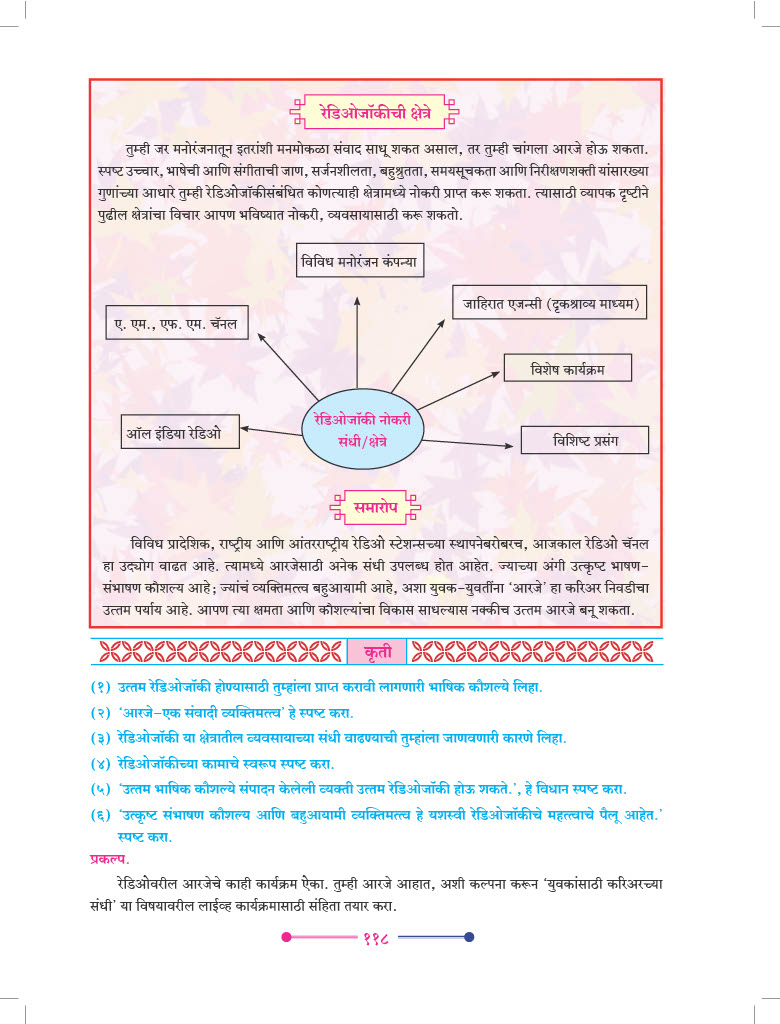 रेडिओजॉकीची क्षेत्रे
तुम्ही जर मनोरंजनातून इतरांशी मनमोकळा संवाद साधू शकत असाल, तर तुम्ही चांगला आरजे होऊ शकता.
स्पष्ट उच्चार, भाषेची आणि संगीताची जाण, सर्जनशीलता, बहुश्रुतता, समयसूचकता आणि निरीक्षणशक्ती यांसारख्या
गुणांच्या आधारे तुम्ही रेडिओजॉकीसंबंधित कोणत्याही क्षेत्रामध्ये नोकरी प्राप्त करू शकता. त्यासाठी व्यापक दृष्टीने
पुढील क्षेत्रांचा विचार आपण भविष्यात नोकरी, व्यवसायासाठी करू शकतो.
विविध मनोरंजन कंपन्या
जाहिरात एजन्सी (दृकश्राव्य माध्यम)
ए. एम., एफ. एम. चॅनल
विशेष कार्यक्रम
रेडिओजॉकी नोकरी
संधी/क्षेत्रे
ऑल इंडिया रेडिओ
विशिष्ट प्रसंग
समारोप
विविध प्रादेशिक, राष्ट्रीय आणि आंतरराष्ट्रीय रेडिओ स्टेशन्सच्या स्थापनेबरोबरच, आजकाल रेडिओ चॅनल
हा उद्योग वाढत आहे. त्यामध्ये आरजेसाठी अनेक संधी उपलब्ध होत आहेत. ज्याच्या अंगी उत्कृष्ट भाषण-
संभाषण कौशल्य आहे; ज्यांचं व्यक्तिमत्त्व बहुआयामी आहे, अशा युवक-युवतींना ‘आरजे’ हा करिअर निवडीचा
उत्तम पर्याय आहे. आपण त्या क्षमता आणि कौशल्यांचा विकास साधल्यास नक्कीच उत्तम आरजे बनू शकता.
कृती
(१) उत्तम रेडिओजॉकी होण्यासाठी तुम्हांला प्राप्त करावी लागणारी भाषिक कौशल्ये लिहा.
(२) ‘आरजे-एक संवादी व्यक्तिमत्त्व’ हे स्पष्ट करा.
(३) रेडिओजॉकी या क्षेत्रातील व्यवसायाच्या संधी वाढण्याची तुम्हांला जाणवणारी कारणे लिहा.
(४) रेडिओजॉकीच्या कामाचे स्वरूप स्पष्ट करा.
(५) ‘उत्तम भाषिक कौशल्ये संपादन केलेली व्यक्ती उत्तम रेडिओजॉकी होऊ शकते.’, हे विधान स्पष्ट करा.
(६) ‘उत्कृष्ट संभाषण कौशल्य आणि बहुआयामी व्यक्तिमत्त्व हे यशस्वी रेडिओजॉकीचे महत्त्वाचे पैलू आहेत.’
स्पष्ट करा.
प्रकल्प.
रेडिओवरील आरजेचे काही कार्यक्रम ऐका. तुम्ही आरजे आहात, अशी कल्पना करून ‘युवकांसाठी करिअरच्या
संधी’ या विषयावरील लाईव्ह कार्यक्रमासाठी संहिता तयार करा.
११८